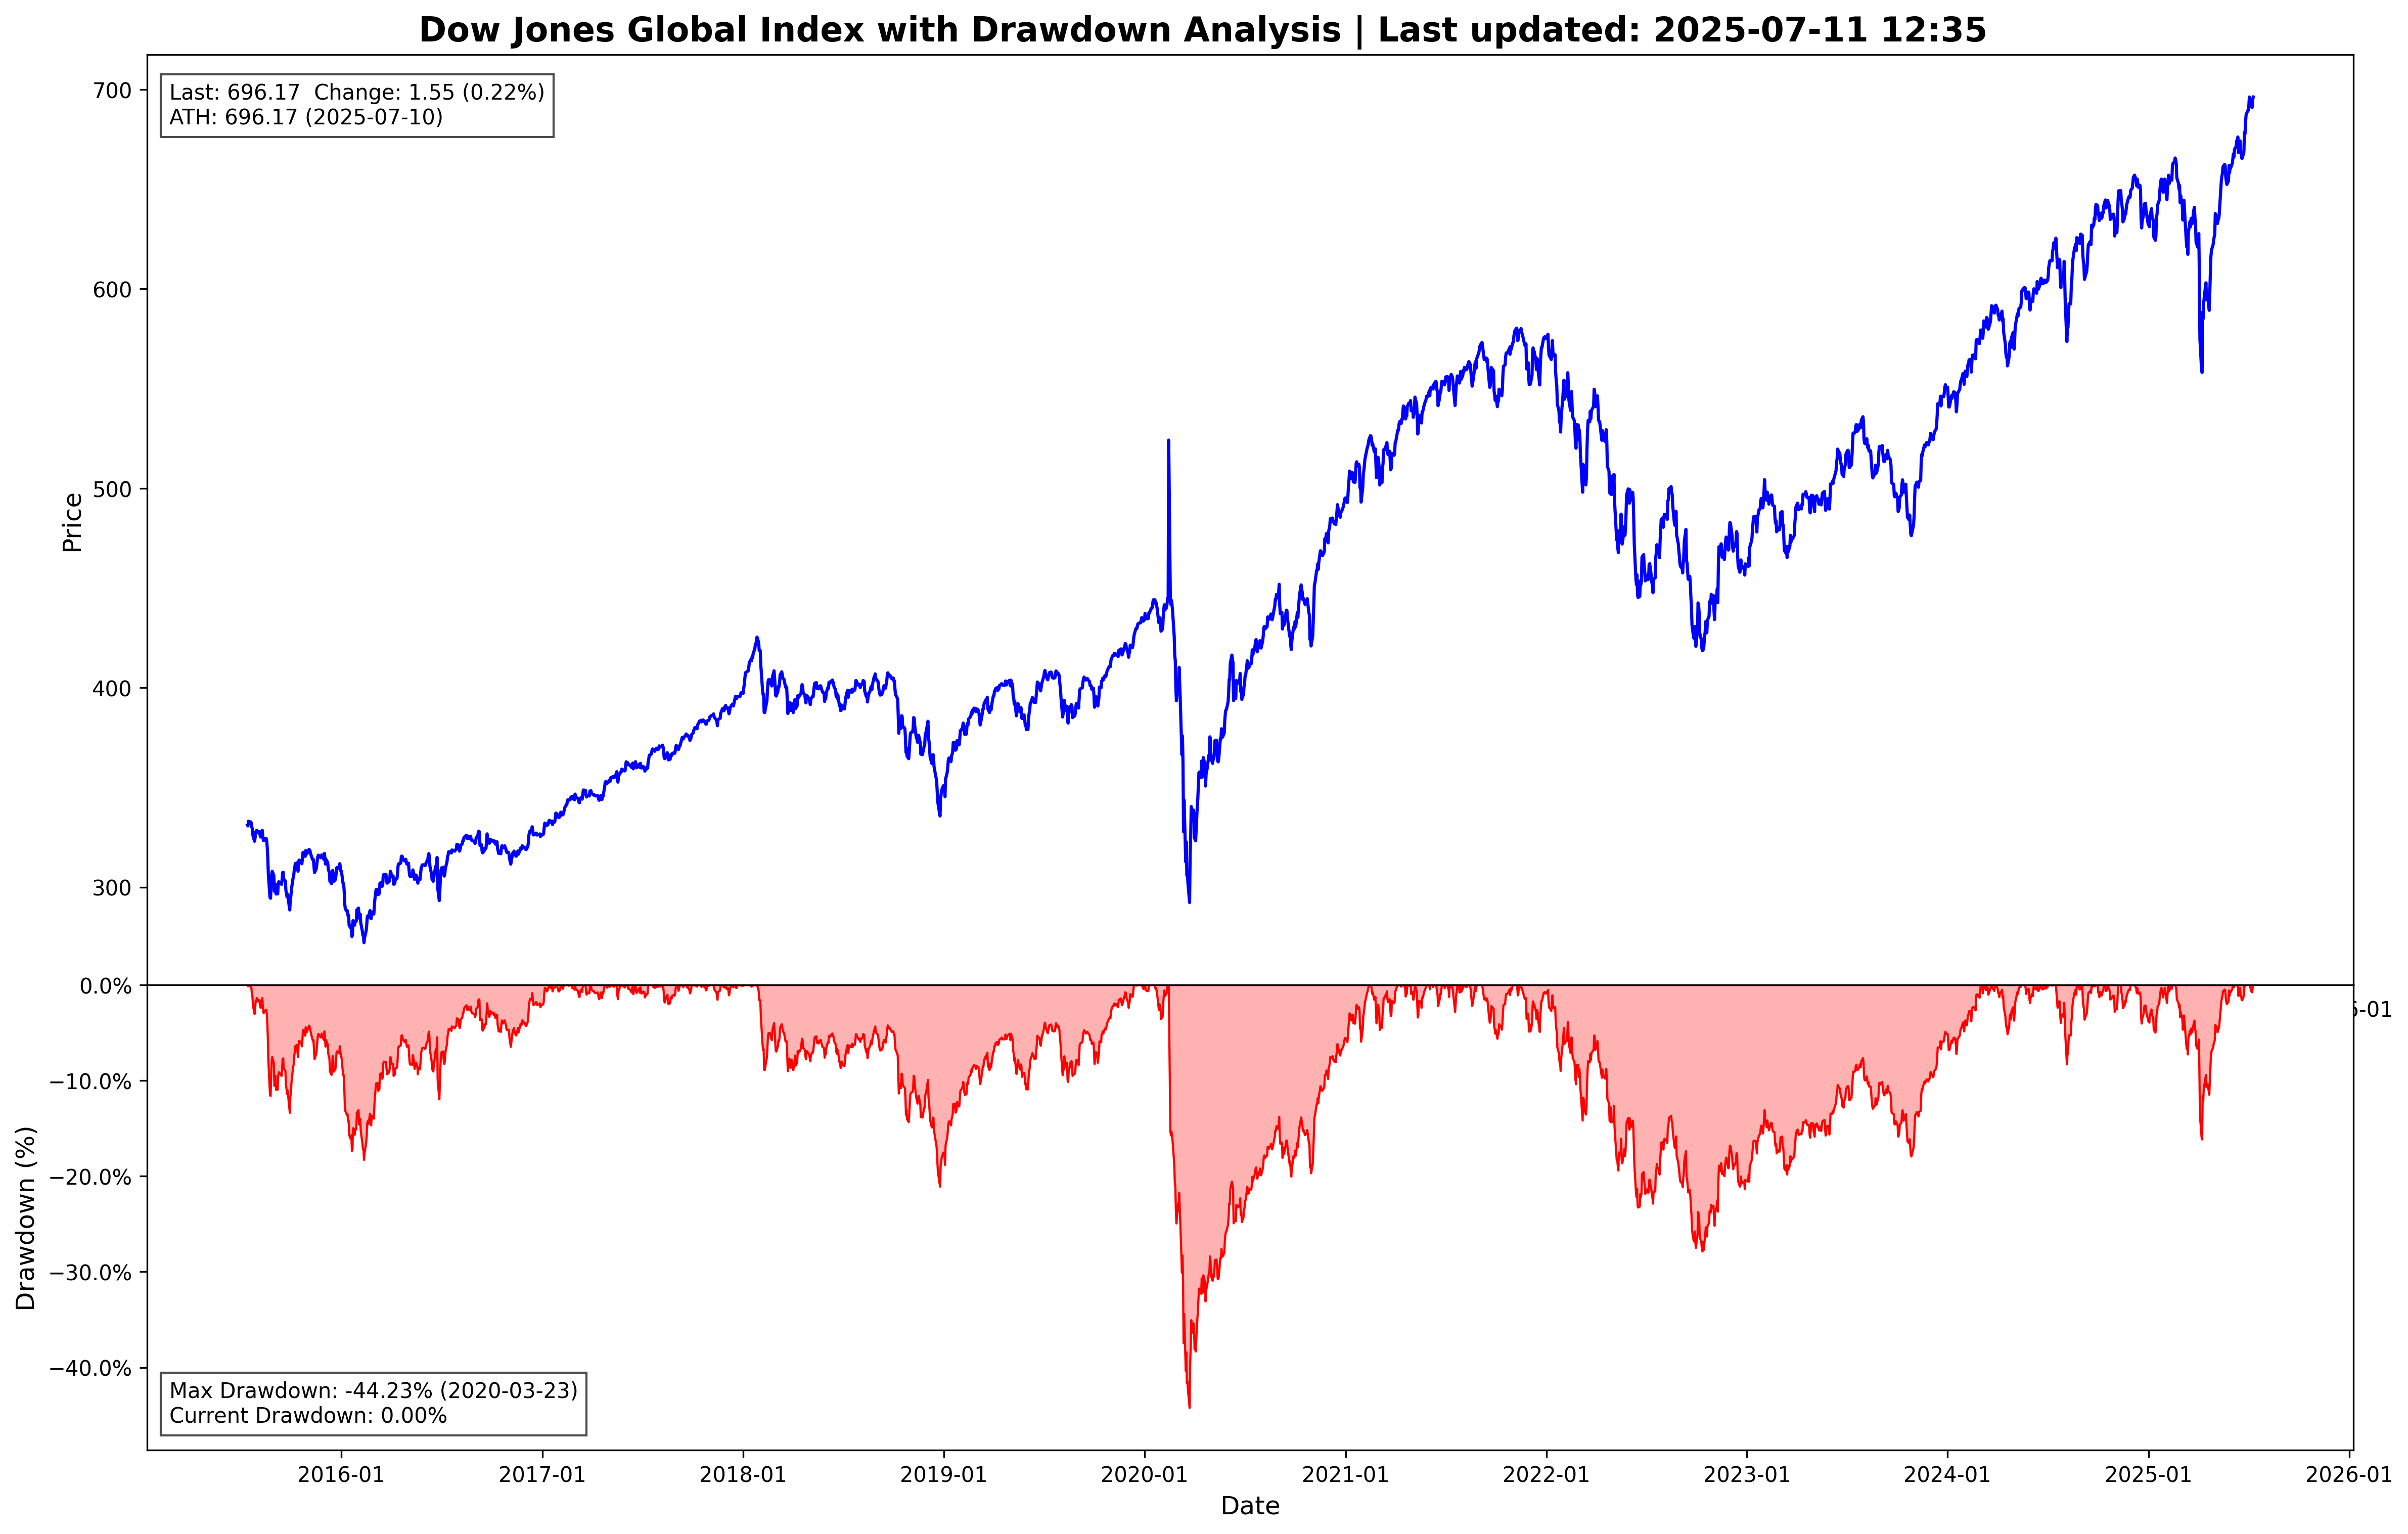 Dow Jones Global Index with Drawdown Analysis | Last updated: 2025-07-11 12:35
Last: 696.17  Change: 1.55 (0.22%)
ATH: 696.17 (2025-07-10)
Price
700
600
500
400
300
-01
Drawdown (%)
0.0%
−10.0%
−20.0%
−30.0%
−40.0%
Max Drawdown: -44.23% (2020-03-23)
Current Drawdown: 0.00%
2016-01
2017-01
2018-01
2019-01
2020-01
2021-01
2022-01
2023-01
2024-01
2025-01
2026-01
Date